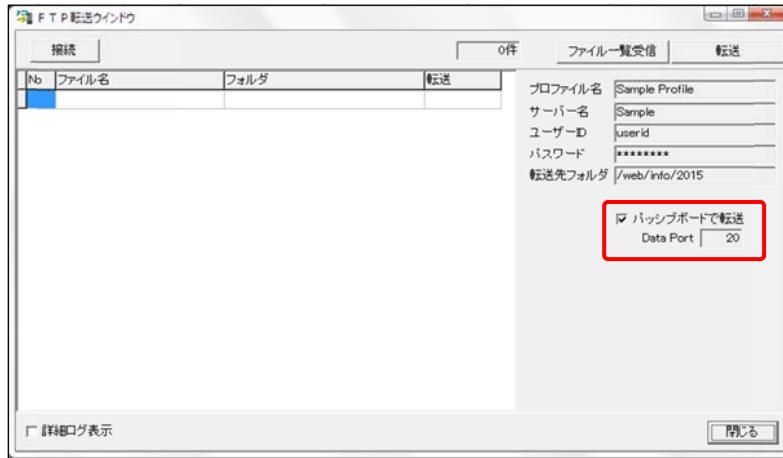 FTP転送ウインドウ
接続
0件
ファイル一覧受信
転送
No ファイル名 フォルダ 転送
プロファイル名 Sample Profile
サーバー名 Sample
ユーザーID userid
パスワード ********
転送先フォルダ /web/info/2015
パッシブポートで転送
Data Port 20
詳細ログ表示
閉じる